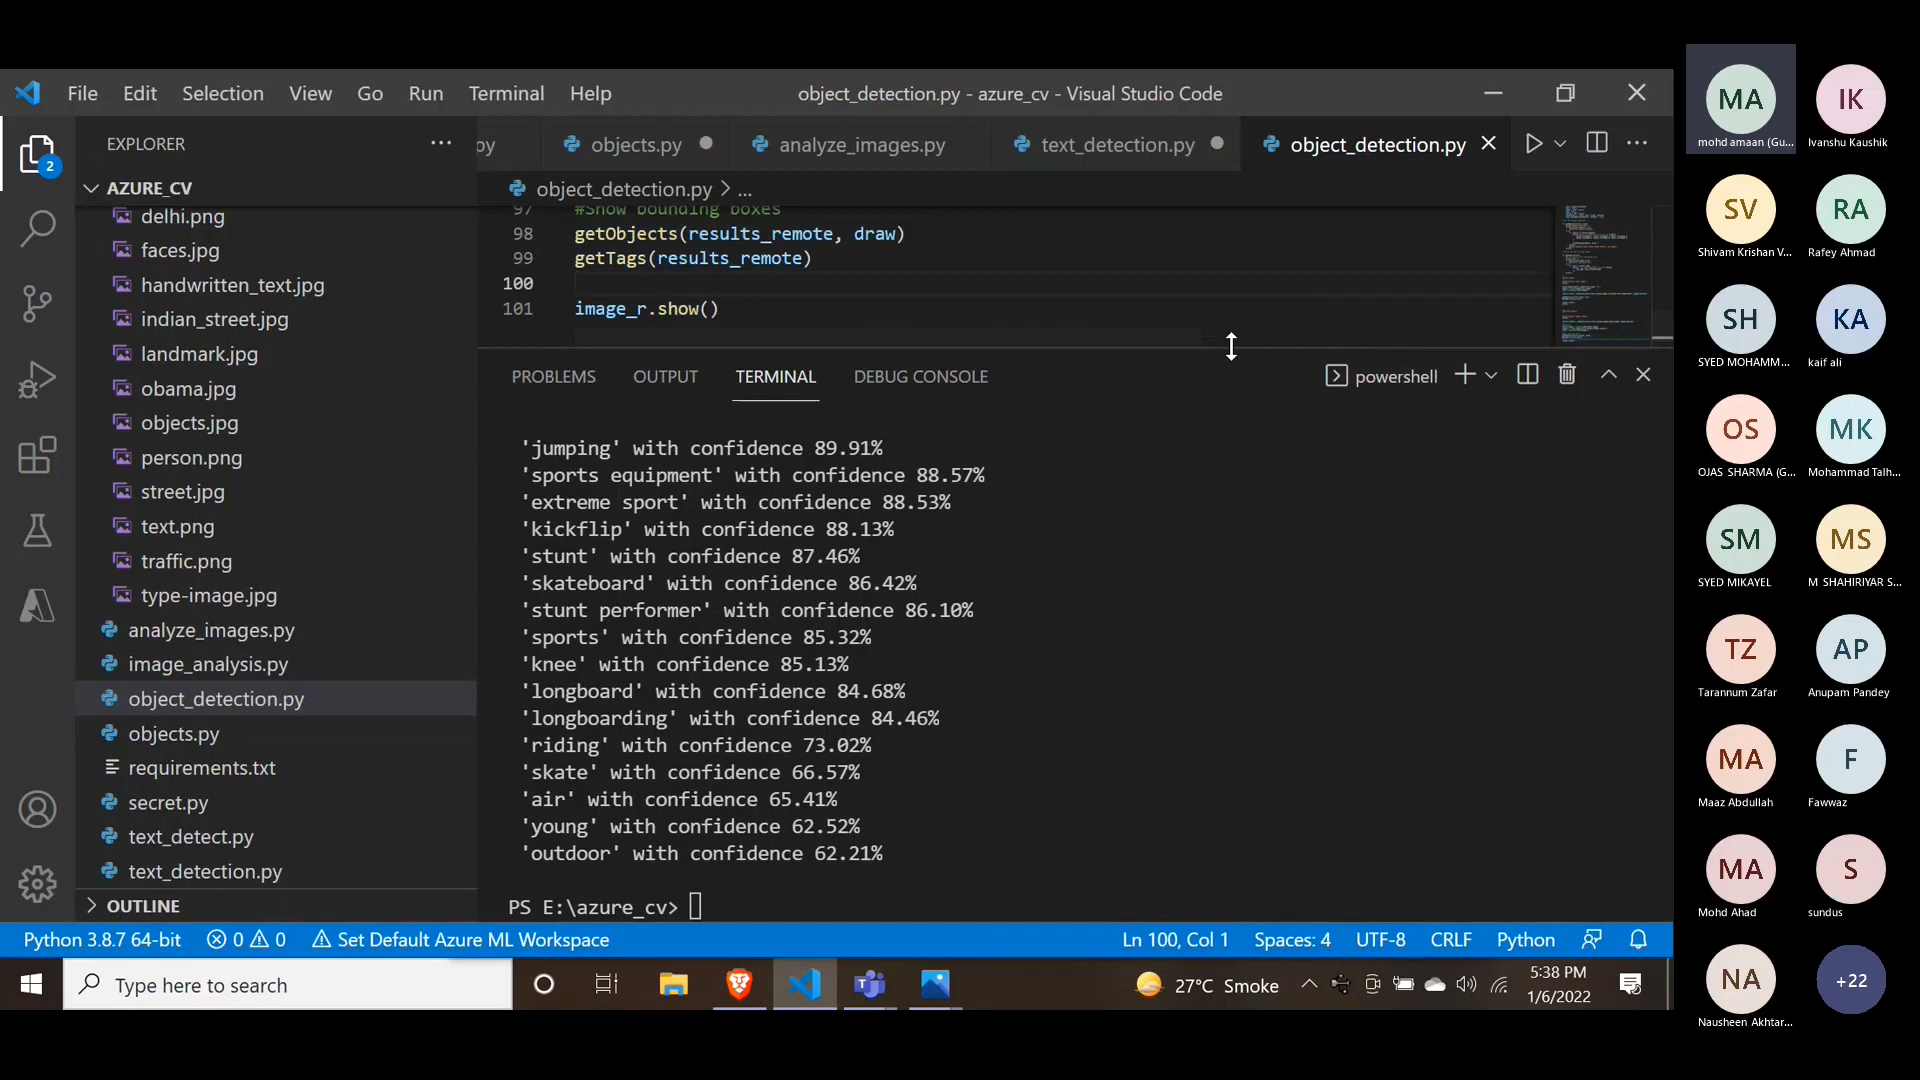 File Edit Selection View Go Run Terminal Help
object_detection.py - azure_cv - Visual Studio Code
EXPLORER
py objects.py analyze_images.py text_detection.py object_detection.py
AZURE_CV
object_detection.py > ...
delhi.png
faces.jpg
handwritten_text.jpg
indian_street.jpg
landmark.jpg
obama.jpg
objects.jpg
person.png
street.jpg
text.png
traffic.png
type-image.jpg
analyze_images.py
image_analysis.py
object_detection.py
objects.py
requirements.txt
secret.py
text_detect.py
text_detection.py
OUTLINE
2
97 #Show bounding boxes
98 getObjects(results_remote, draw)
99 getTags(results_remote)
100
101 image_r.show()
PROBLEMS OUTPUT TERMINAL DEBUG CONSOLE
powershell
'jumping' with confidence 89.91%
'sports equipment' with confidence 88.57%
'extreme sport' with confidence 88.53%
'kickflip' with confidence 88.13%
'stunt' with confidence 87.46%
'skateboard' with confidence 86.42%
'stunt performer' with confidence 86.10%
'sports' with confidence 85.32%
'knee' with confidence 85.13%
'longboard' with confidence 84.68%
'longboarding' with confidence 84.46%
'riding' with confidence 73.02%
'skate' with confidence 66.57%
'air' with confidence 65.41%
'young' with confidence 62.52%
'outdoor' with confidence 62.21%
PS E:\azure_cv>
Python 3.8.7 64-bit 0 0 Set Default Azure ML Workspace
Ln 100, Col 1 Spaces: 4 UTF-8 CRLF Python
Type here to search
27°C Smoke
5:38 PM
1/6/2022
MA IK
mohd amaan (Gu... Ivanshu Kaushik
SV RA
Shivam Krishan V... Rafey Ahmad
SH KA
SYED MOHAMM... kaif ali
OS MK
OJAS SHARMA (G... Mohammad Talh...
SM MS
SYED MIKAYEL M SHAHIRIYAR S...
TZ AP
Tarannum Zafar Anupam Pandey
MA F
Maaz Abdullah Fawwaz
MA S
Mohd Ahad sundus
NA +22
Nausheen Akhtar...